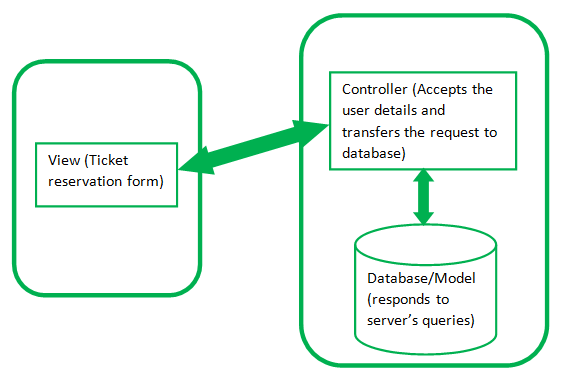 View (Ticket
reservation form)
Controller (Accepts the
user details and
transfers the request to
database)
Database/Model
(responds to
server’s queries)